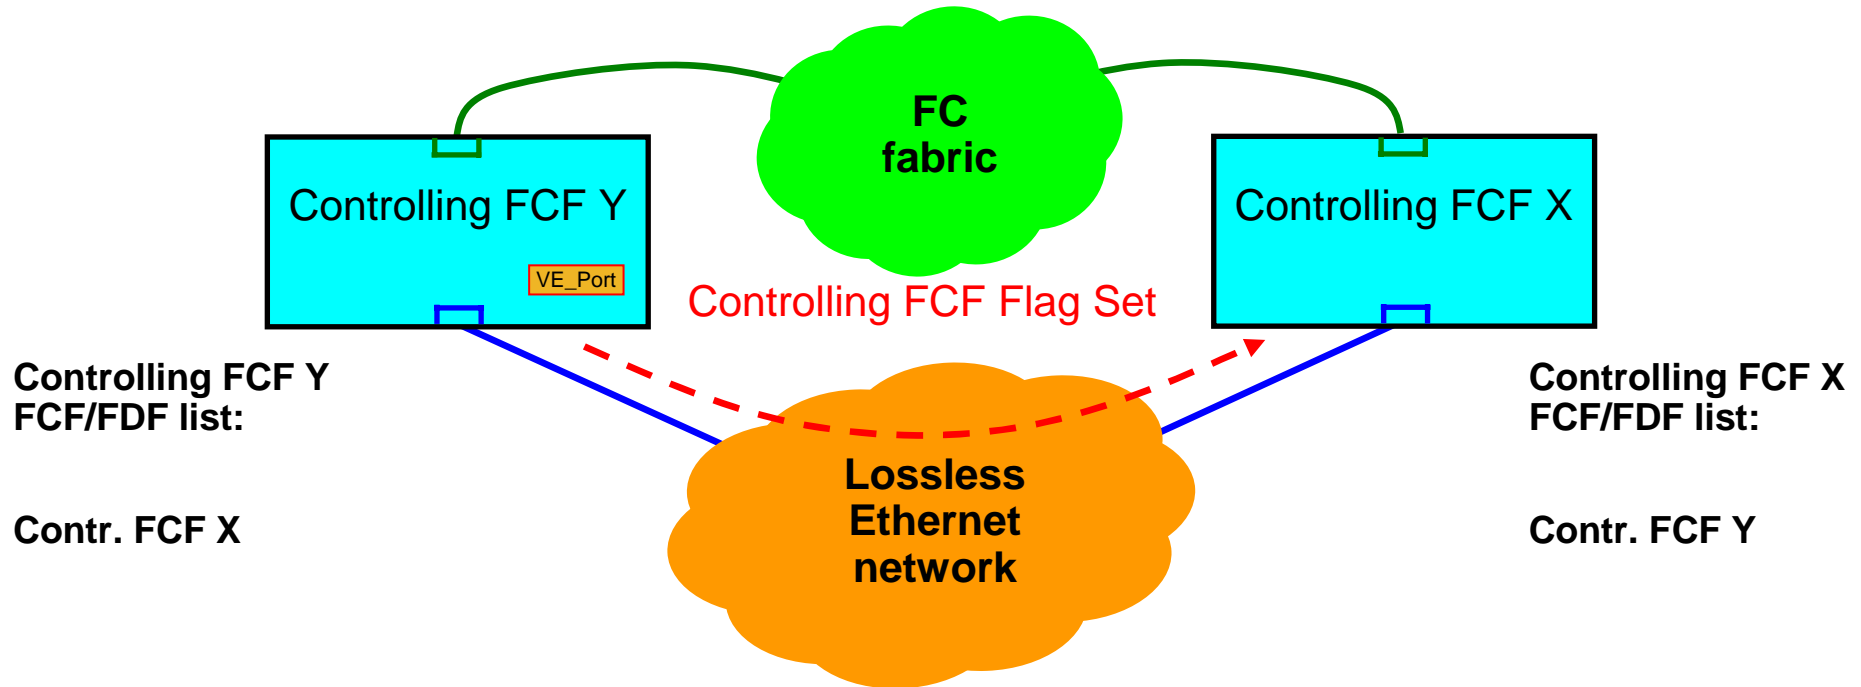 FC
fabric
Controlling FCF Y
Controlling FCF X
VE_Port
Controlling FCF Flag Set
Controlling FCF Y
FCF/FDF list:
Contr. FCF X
Lossless
Ethernet
network
Controlling FCF X
FCF/FDF list:
Contr. FCF Y